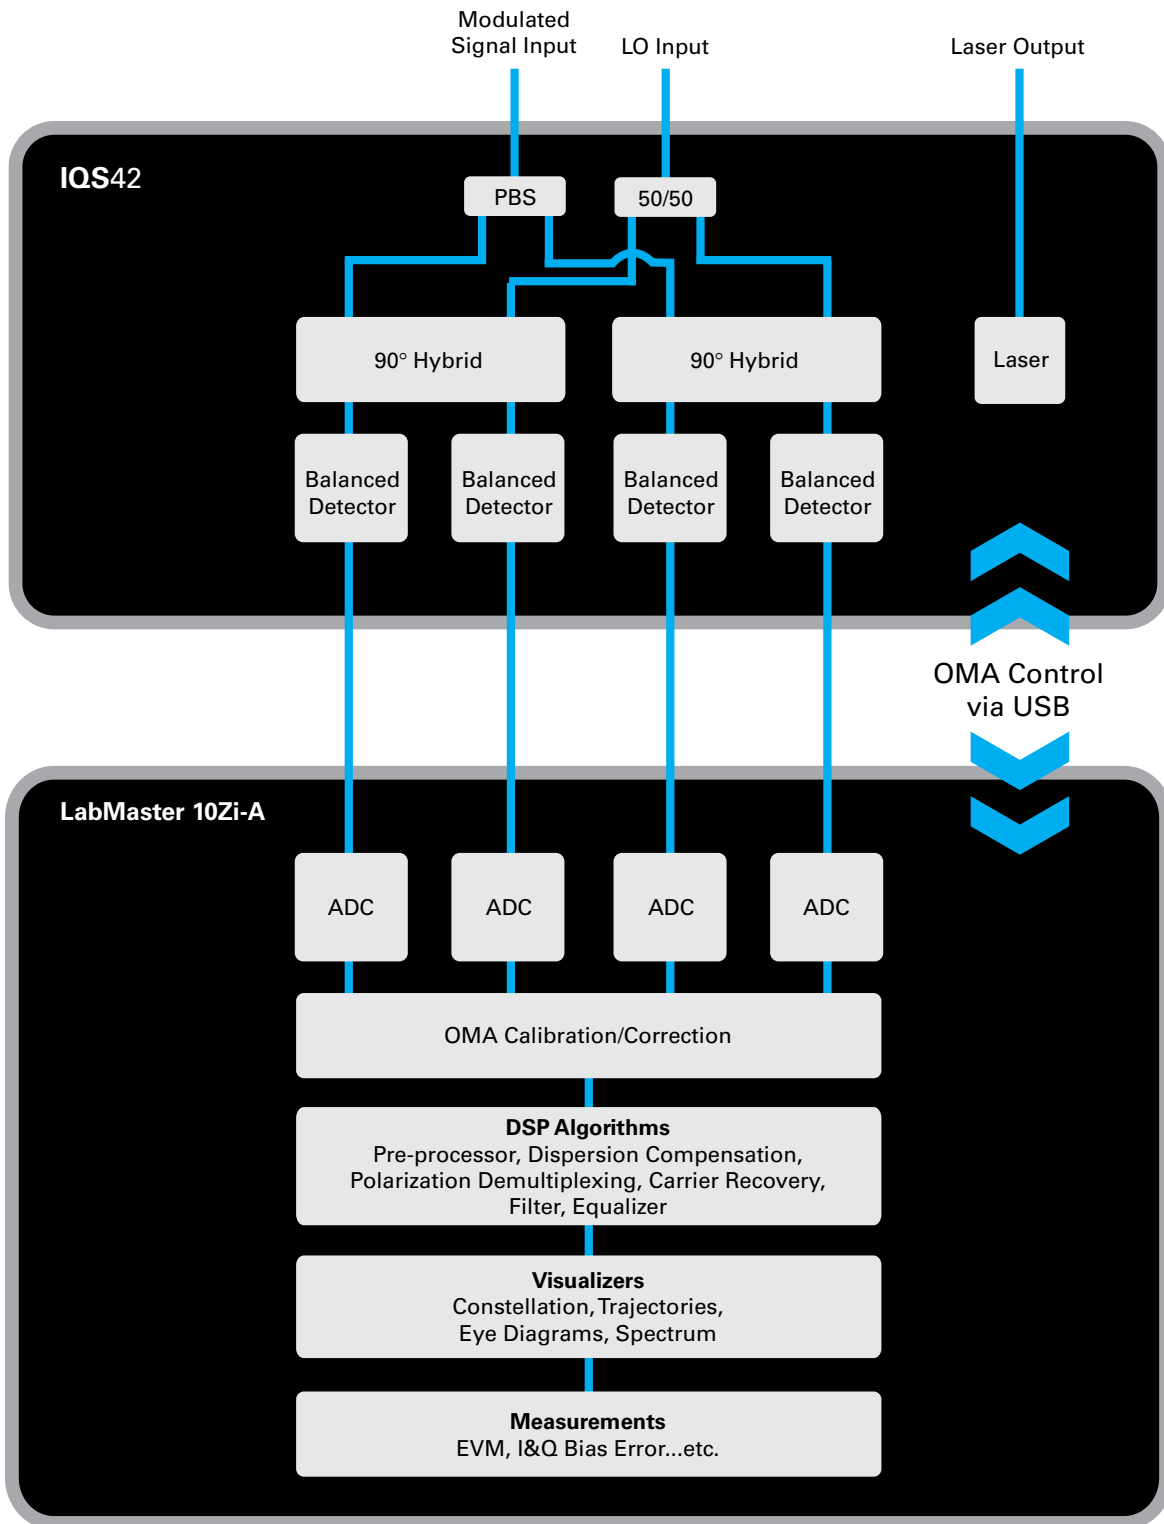 Modulated
Signal Input
LO Input
Laser Output
IQS42
PBS
50/50
90° Hybrid
90° Hybrid
Laser
Balanced
Detector
Balanced
Detector
Balanced
Detector
Balanced
Detector
OMA Control
via USB
LabMaster 10Zi-A
ADC
ADC
ADC
ADC
OMA Calibration/Correction
DSP Algorithms
Pre-processor, Dispersion Compensation,
Polarization Demultiplexing, Carrier Recovery,
Filter, Equalizer
Visualizers
Constellation, Trajectories,
Eye Diagrams, Spectrum
Measurements
EVM, I&Q Bias Error...etc.